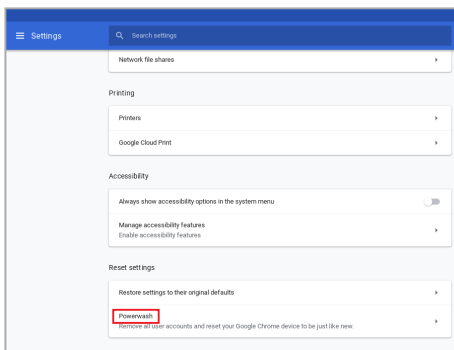 Settings
Search settings
Network file shares
Printing
Printers
Google Cloud Print
Accessibility
Always show accessibility options in the system menu
Manage accessibility features
Enable accessibility features
Reset settings
Restore settings to their original defaults
Powerwash
Remove all user accounts and reset your Google Chrome device to be just like new.